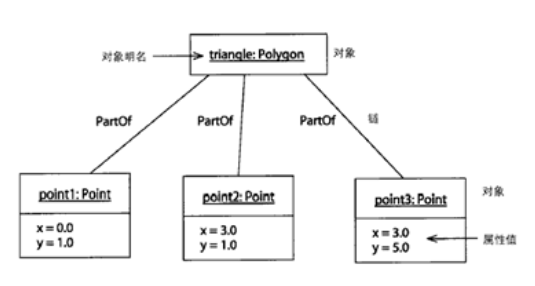 对象明名
triangle: Polygon
对象
PartOf
PartOf
PartOf
链
point1: Point
x = 0.0
y = 1.0
point2: Point
x = 3.0
y = 1.0
point3: Point
x = 3.0
y = 5.0
对象
属性值